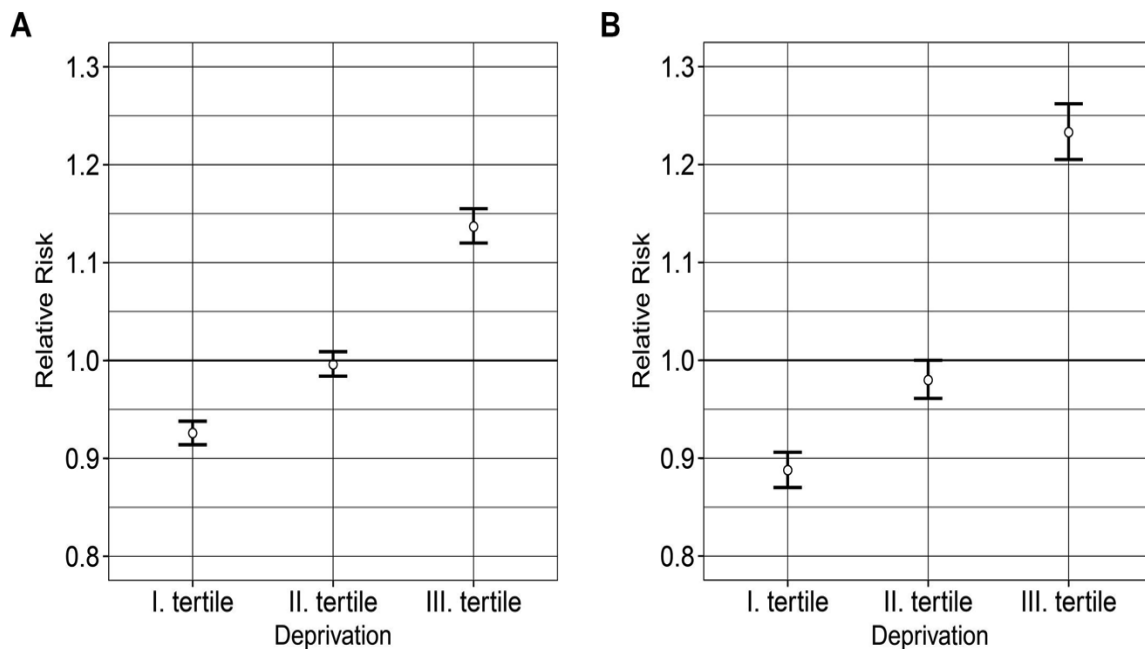 A
Relative Risk
1.3
1.2
1.1
1.0
0.9
0.8
I. tertile II. tertile III. tertile
Deprivation
B
Relative Risk
1.3
1.2
1.1
1.0
0.9
0.8
I. tertile II. tertile III. tertile
Deprivation